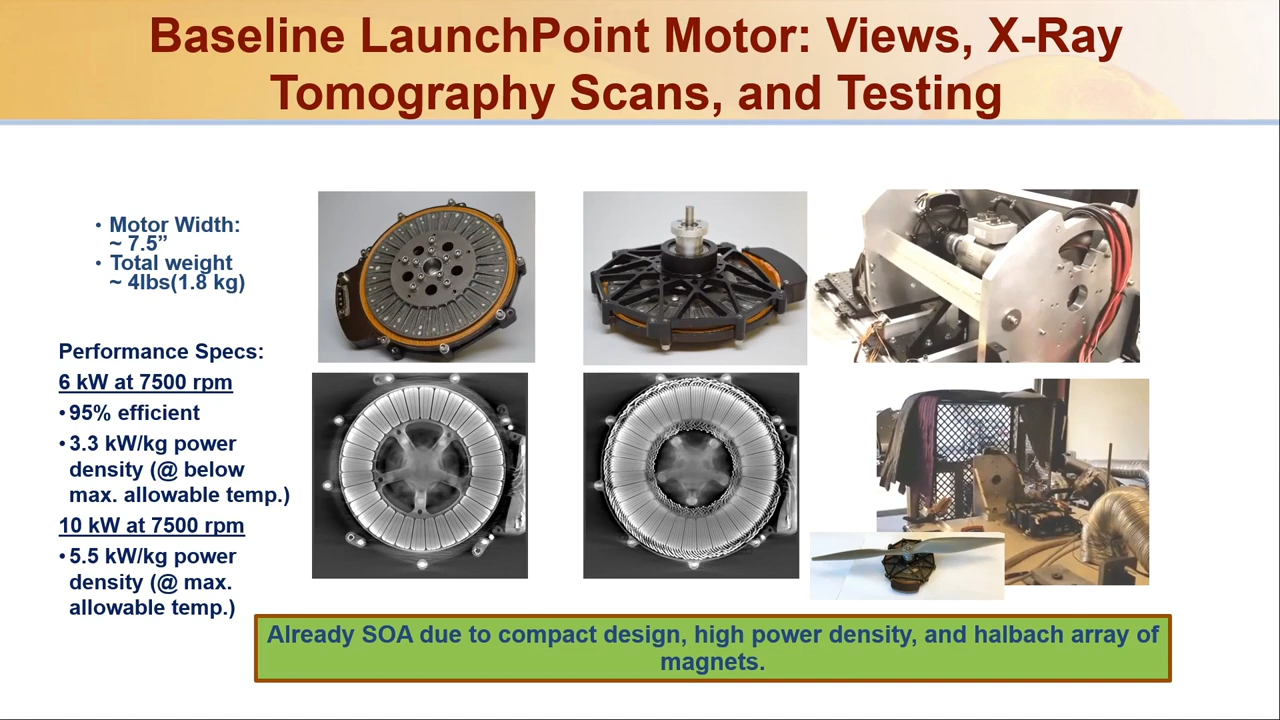 Baseline LaunchPoint Motor: Views, X-Ray
Tomography Scans, and Testing
• Motor Width:
~ 7.5”
• Total weight
~ 4lbs(1.8 kg)
Performance Specs:
6 kW at 7500 rpm
•95% efficient
•3.3 kW/kg power
density (@ below
max. allowable temp.)
10 kW at 7500 rpm
•5.5 kW/kg power
density (@ max.
allowable temp.)
Already SOA due to compact design, high power density, and halbach array of
magnets.